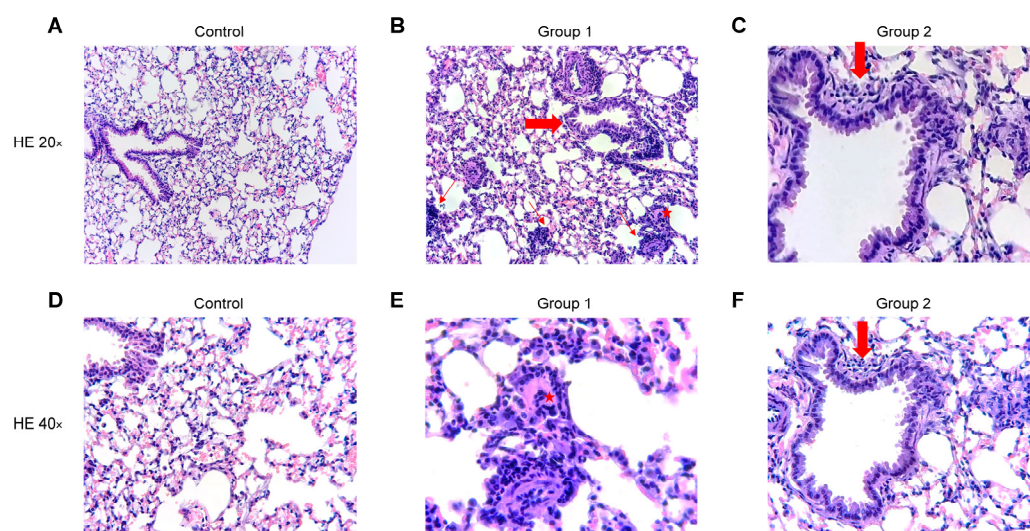 A
Control
B
Group 1
C
Group 2
HE 20×
D
Control
E
Group 1
F
Group 2
HE 40×